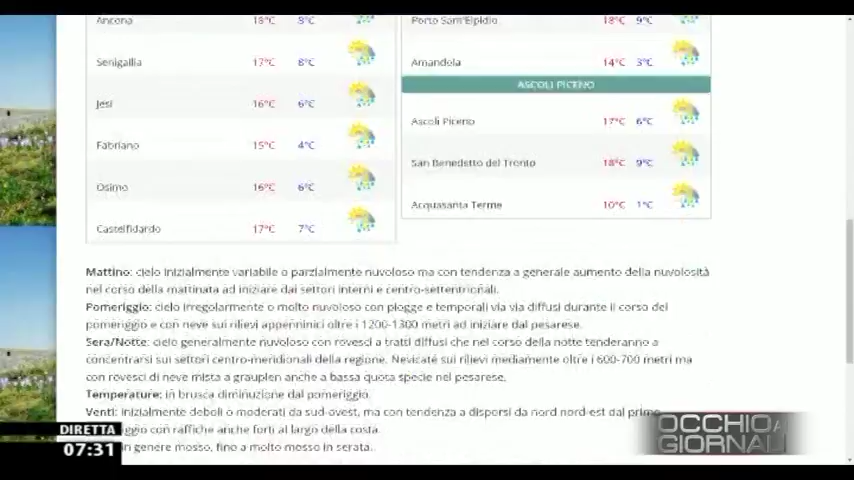 Ancona 18°C 8°C
Senigallia 17°C 8°C
Jesi 16°C 6°C
Fabriano 15°C 4°C
Osimo 16°C 6°C
Castelfidardo 17°C 7°C
Porto Sant'Elpidio 18°C 9°C
Amandola 14°C 3°C
ASCOLI PICENO
Ascoli Piceno 17°C 6°C
San Benedetto del Tronto 18°C 9°C
Acquasanta Terme 10°C 1°C
Mattino: cielo inizialmente variabile o parzialmente nuvoloso ma con tendenza a generale aumento della nuvolosità
nel corso della mattinata ad iniziare dai settori interni e centro-settentrionali.
Pomeriggio: cielo irregolarmente o molto nuvoloso con piogge e temporali via via diffusi durante il corso del
pomeriggio e con neve sui rilievi appenninici oltre i 1200-1300 metri ad iniziare dal pesarese.
Sera/Notte: cielo generalmente nuvoloso con rovesci a tratti diffusi che nel corso della notte tenderanno a
concentrarsi sui settori centro-meridionali della regione. Nevicate sui rilievi mediamente oltre i 600-700 metri ma
con rovesci di neve mista a grauplen anche a bassa quota specie nel pesarese.
Temperature: in brusca diminuzione dal pomeriggio.
Venti: inizialmente deboli o moderati da sud-ovest, ma con tendenza a disporsi da nord nord-est dal primo
ggio con raffiche anche forti al largo della costa.
n genere mosso, fino a molto mosso in serata.
DIRETTA
07:31
OCCHIO AI
GIORNALI